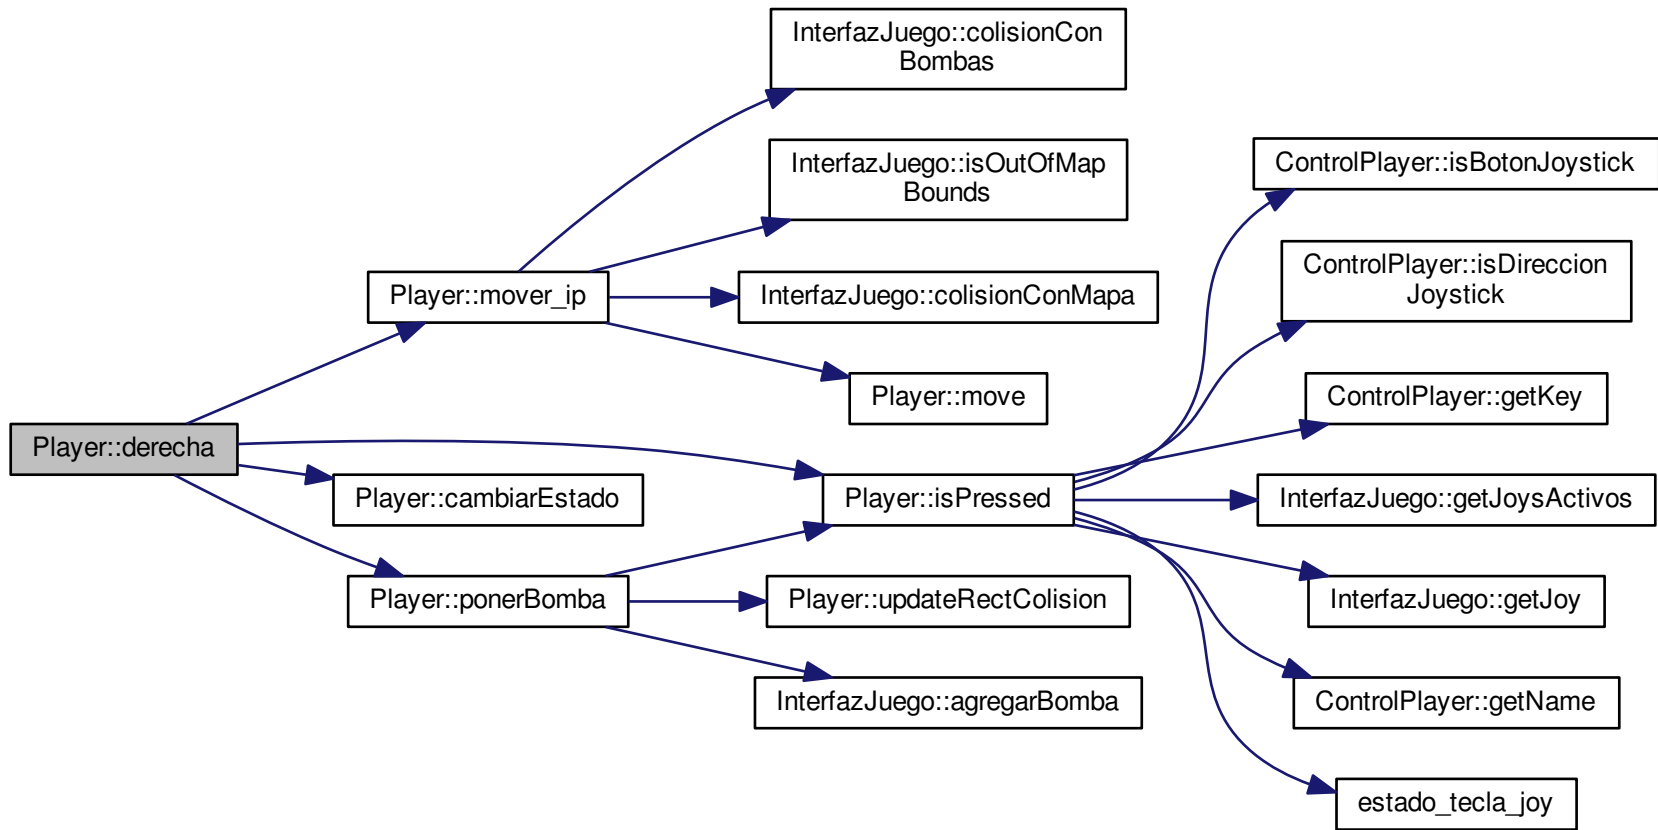 InterfazJuego::colisionCon
Bombas
InterfazJuego::isOutOfMap
Bounds
ControlPlayer::isBotonJoystick
ControlPlayer::isDireccion
Joystick
Player::mover_ip
InterfazJuego::colisionConMapa
Player::move
ControlPlayer::getKey
Player::derecha
Player::cambiarEstado
Player::isPressed
InterfazJuego::getJoysActivos
Player::ponerBomba
Player::updateRectColision
InterfazJuego::getJoy
InterfazJuego::agregarBomba
ControlPlayer::getName
estado_tecla_joy